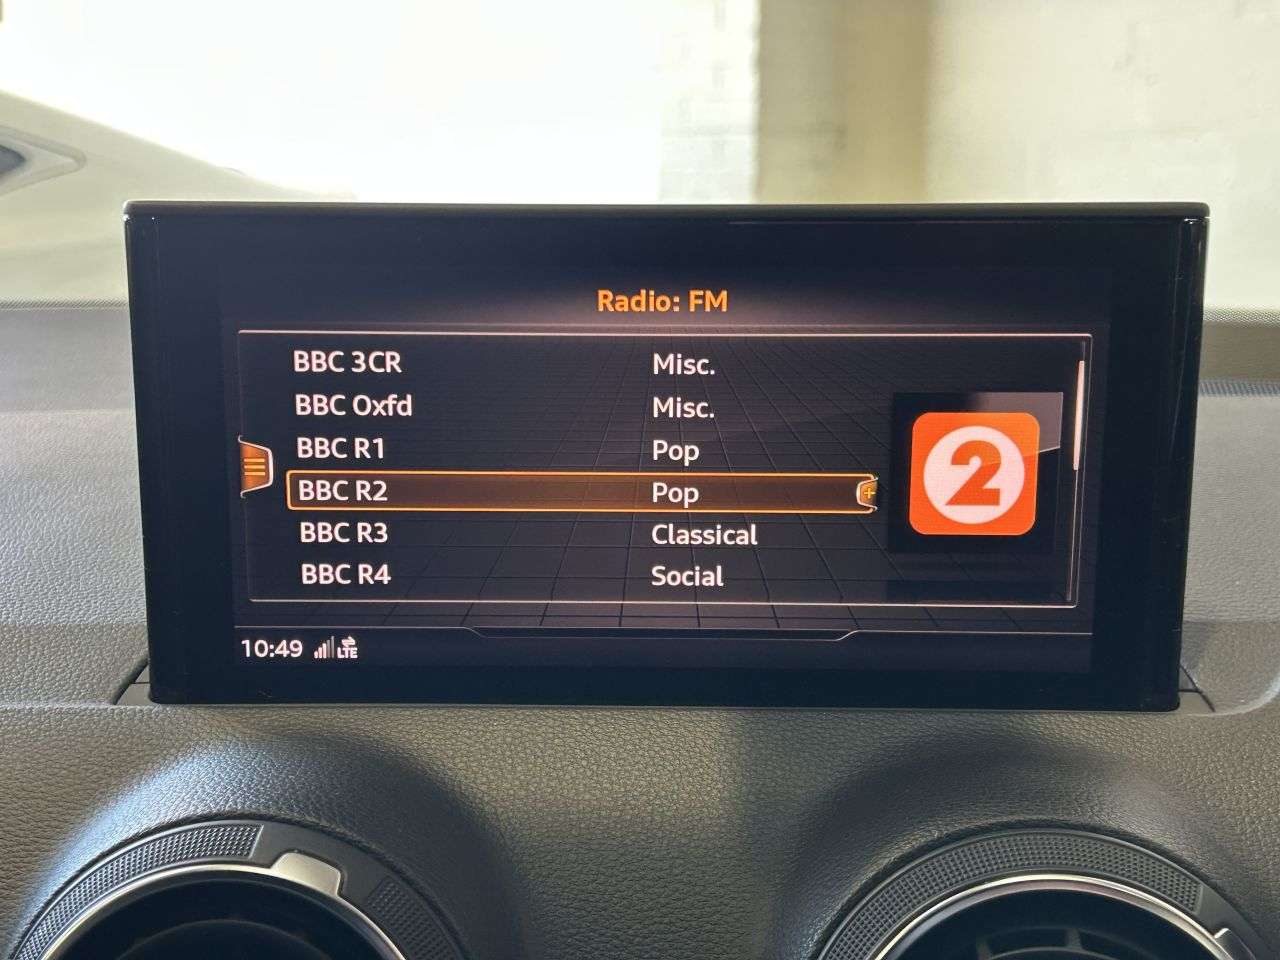 Radio: FM
BBC 3CR Misc.
BBC Oxfd Misc.
BBC R1 Pop
BBC R2 Pop
BBC R3 Classical
BBC R4 Social
2
10:49 LTE